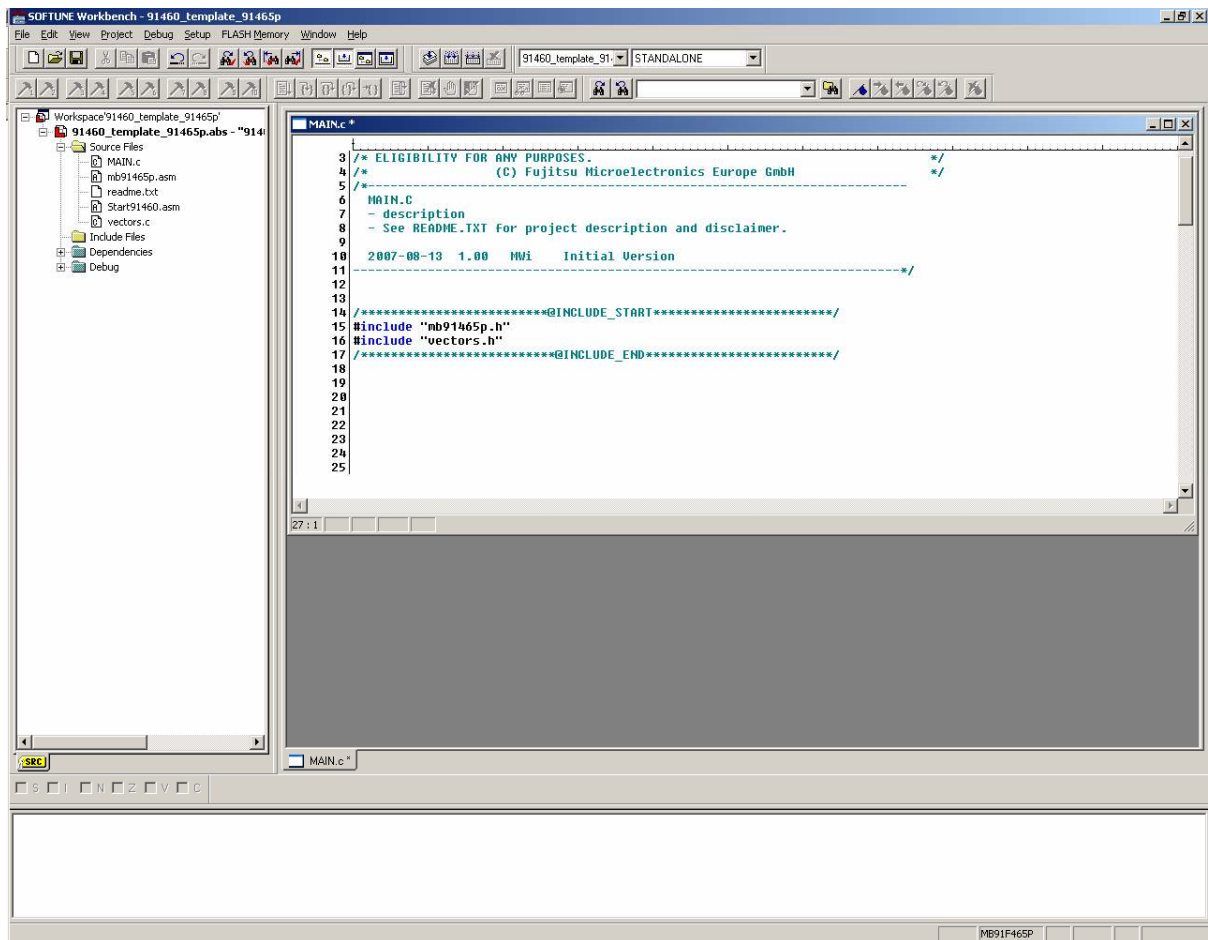 SOFTUNE Workbench - 91460_template_91465p
File Edit View Project Debug Setup FLASH Memory Window Help
91460_template_91- STANDALONE
Workspace'91460_template_91465p'
91460_template_91465p.abs - "914
Source Files
MAIN.c
mb91465p.asm
readme.txt
Start91460.asm
vectors.c
Include Files
Dependencies
Debug
MAIN.c *
3 /* ELIGIBILITY FOR ANY PURPOSES. */
4 /* (C) Fujitsu Microelectronics Europe GmbH */
5 /*---------------------------------------------------------------------------
6 MAIN.C
7 - description
8 - See README.TXT for project description and disclaimer.
9
10 2007-08-13 1.00 MWi Initial Version
11 ---------------------------------------------------------------------------*/
12
13
14 /*************************@INCLUDE_START************************/
15 #include "mb91465p.h"
16 #include "vectors.h"
17 /**************************@INCLUDE_END*************************/
18
19
20
21
22
23
24
25
27 : 1
SRC
MAIN.c *
S I N Z V C
MB91F465P